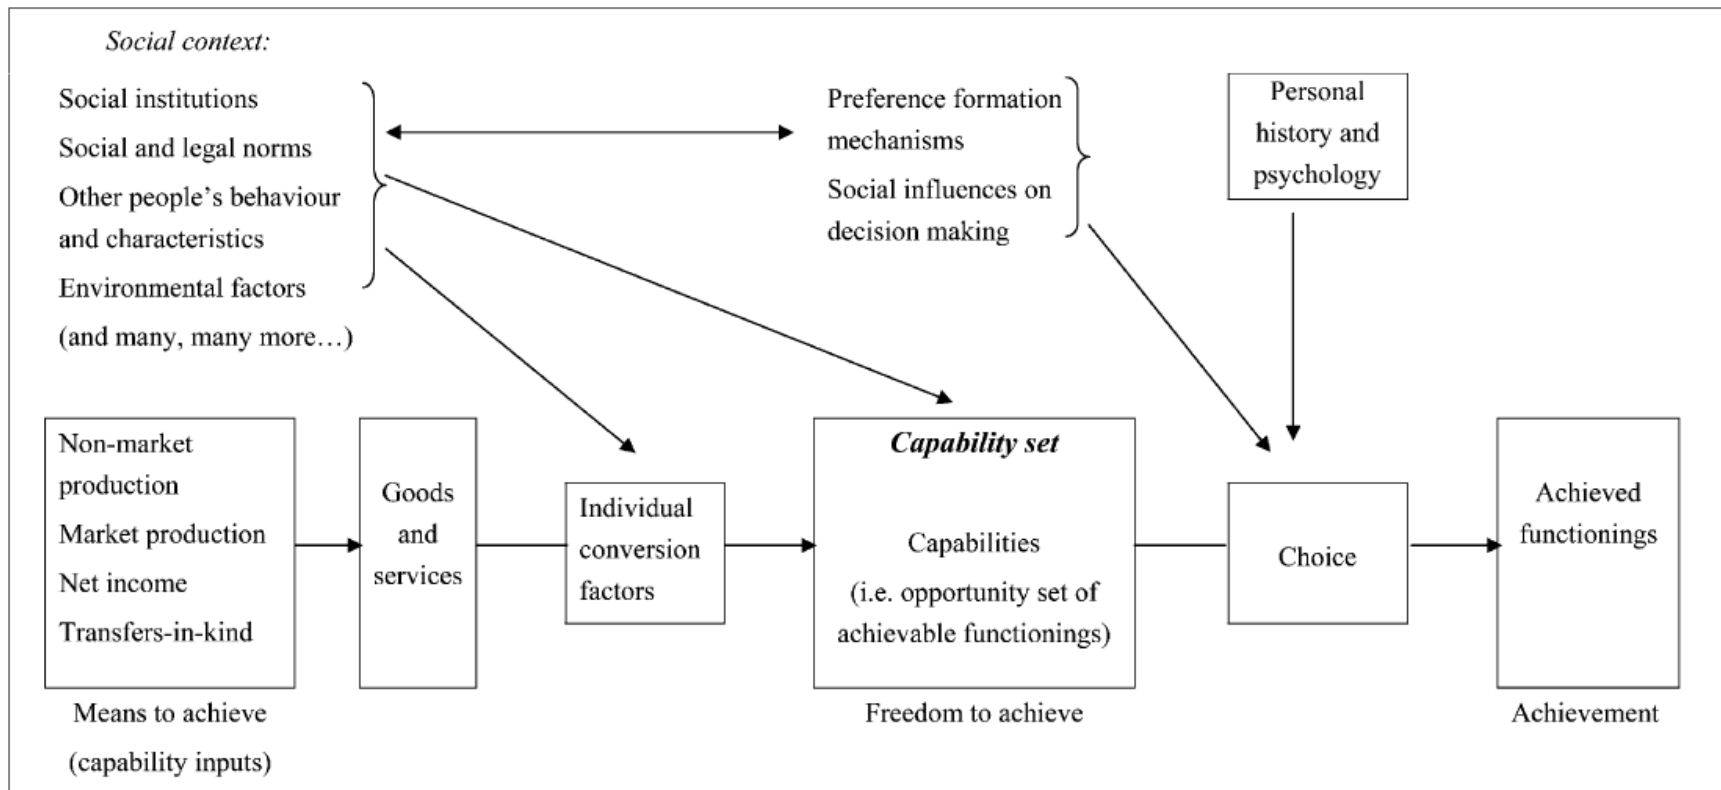 Social context:
Social institutions
Social and legal norms
Other people’s behaviour
and characteristics
Environmental factors
(and many, many more…)
Preference formation
mechanisms
Social influences on
decision making
Personal
history and
psychology
Non-market
production
Market production
Net income
Transfers-in-kind
Goods
and
services
Individual
conversion
factors
Capability set
Capabilities
(i.e. opportunity set of
achievable functionings)
Choice
Achieved
functionings
Means to achieve
(capability inputs)
Freedom to achieve
Achievement